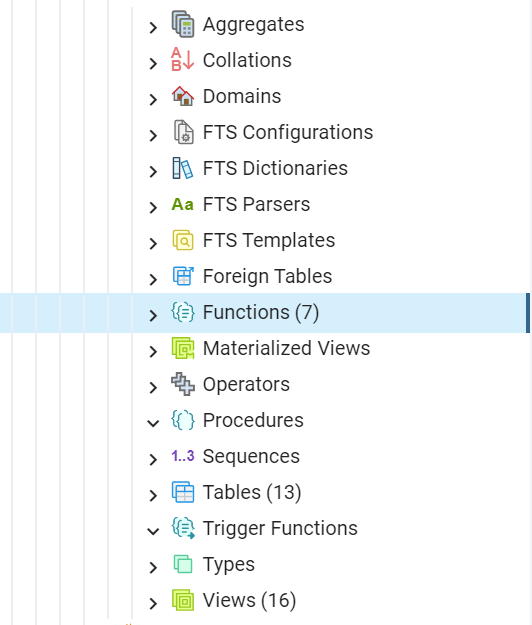 Aggregates
Collations
Domains
FTS Configurations
FTS Dictionaries
Aa FTS Parsers
FTS Templates
Foreign Tables
Functions (7)
Materialized Views
Operators
Procedures
1..3 Sequences
Tables (13)
Trigger Functions
Types
Views (16)